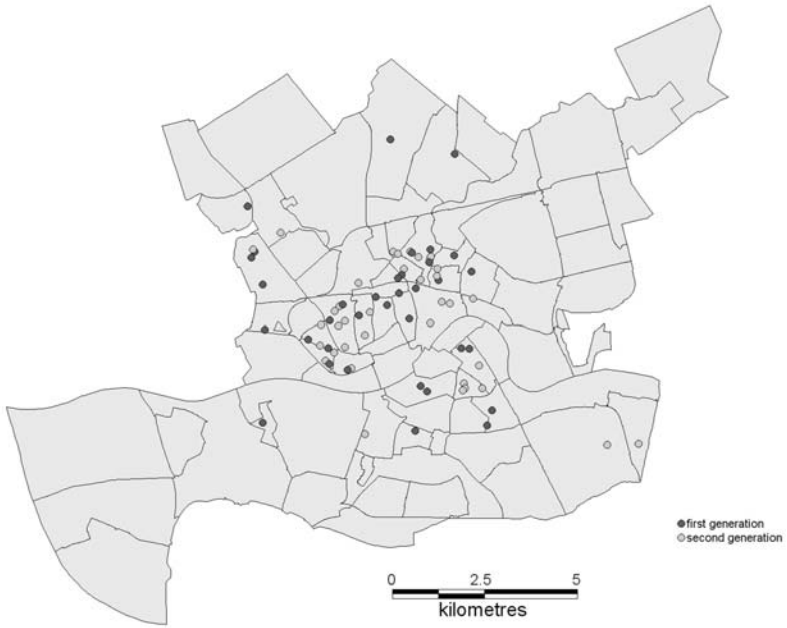 first generation
second generation
0 2.5 5
kilometres